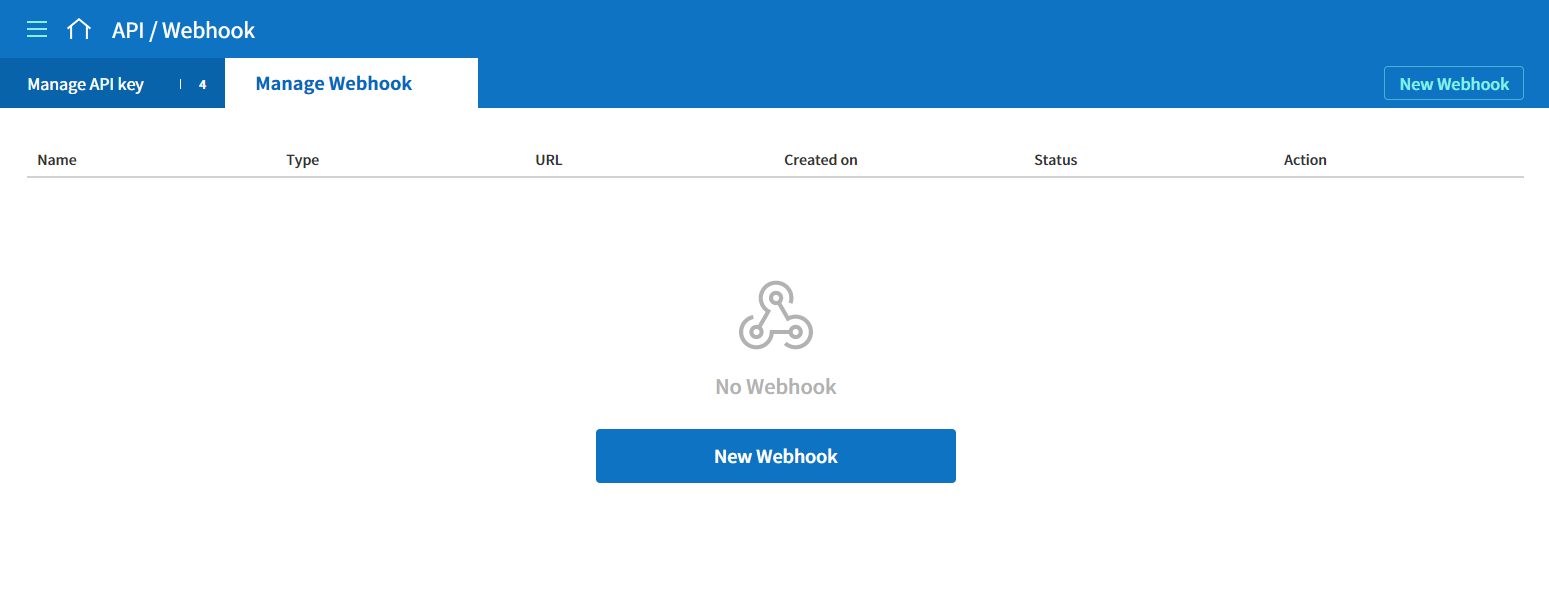 API / Webhook
Manage API key | 4
Manage Webhook
New Webhook
Name Type URL Created on Status Action
No Webhook
New Webhook